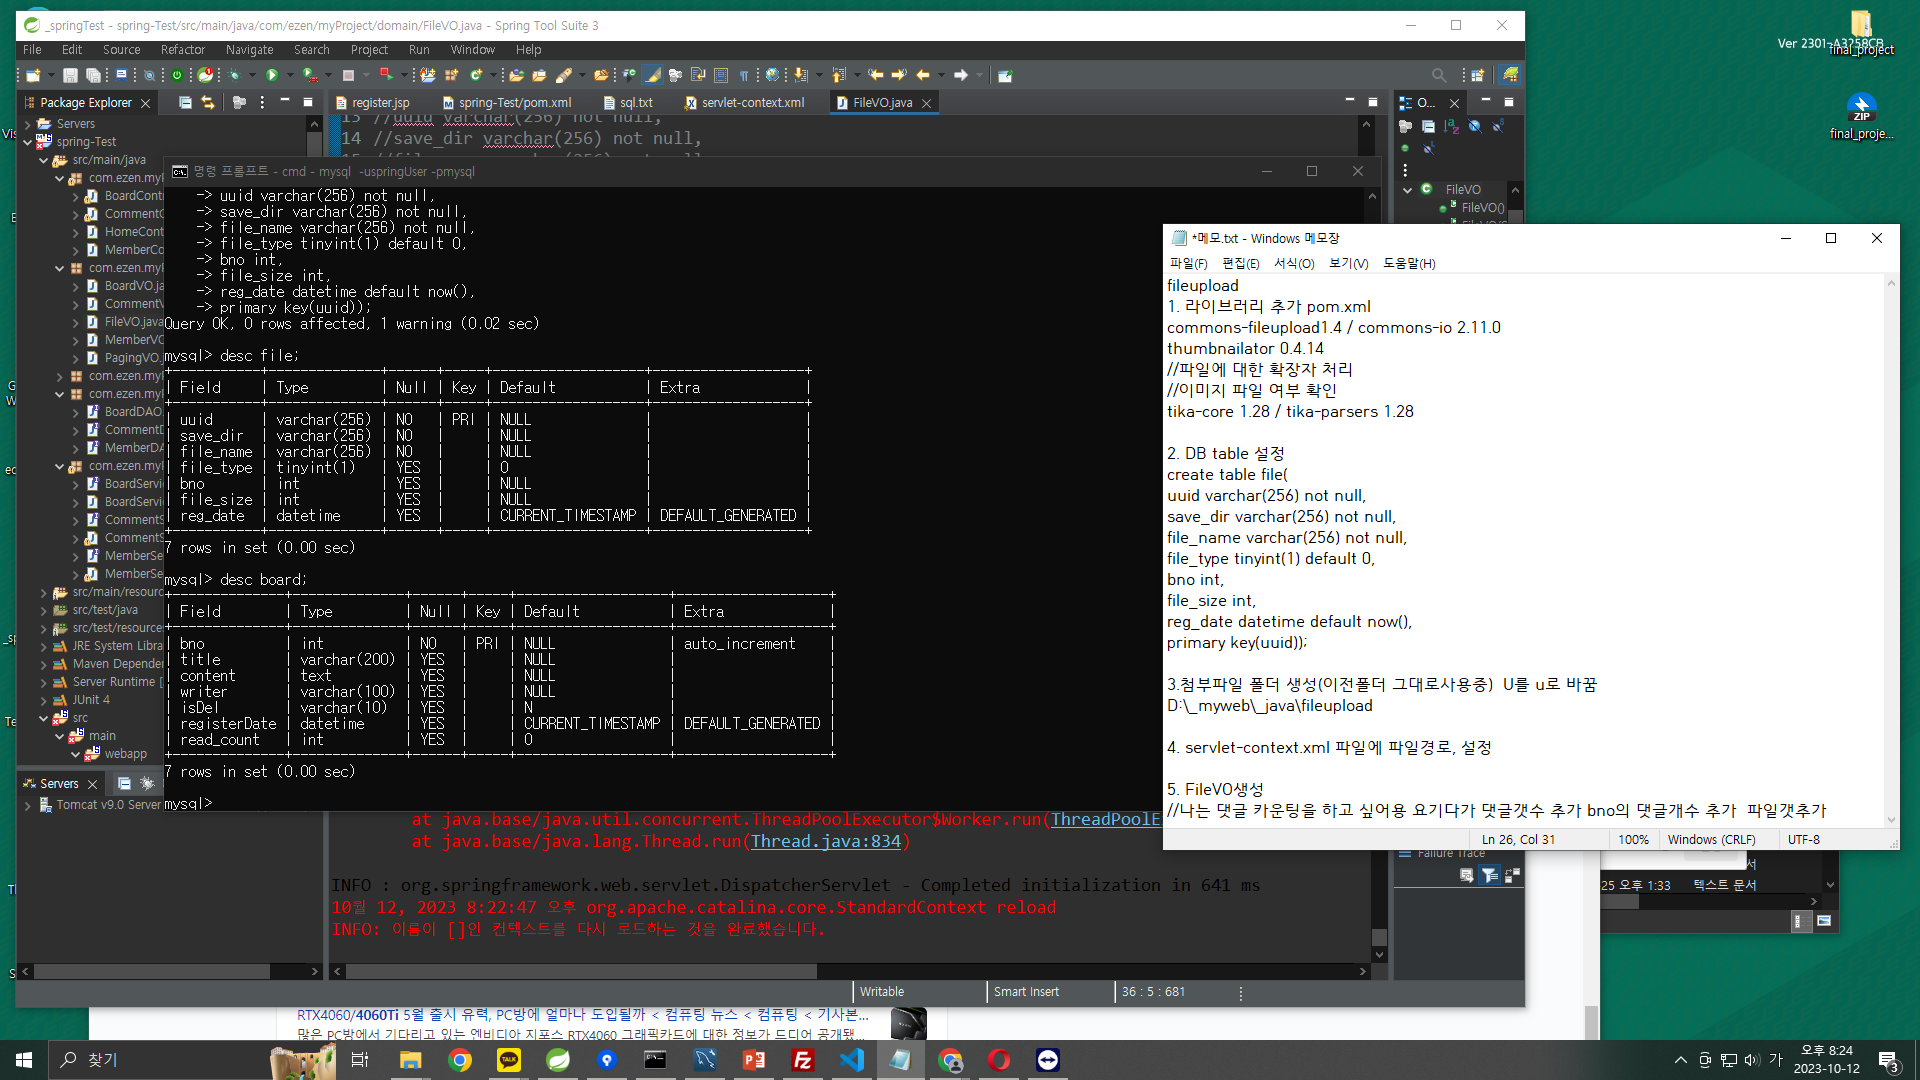 _springTest - spring-Test/src/main/java/com/ezen/myProject/domain/FileVO.java - Spring Tool Suite 3
File Edit Source Refactor Navigate Search Project Run Window Help
Package Explorer
register.jsp
spring-Test/pom.xml
sql.txt
servlet-context.xml
FileVO.java
Servers
spring-Test
src/main/java
com.ezen.myP
BoardCont
CommentC
HomeCont
MemberCo
com.ezen.myP
BoardVO.ja
CommentV
FileVO.java
MemberVO
PagingVO.
com.ezen.myP
com.ezen.myP
BoardDAO.
CommentD
MemberDA
com.ezen.myP
BoardServi
BoardServi
CommentS
CommentS
MemberSe
MemberSe
src/main/resourc
src/test/java
src/test/resource
JRE System Libra
Maven Depender
Server Runtime [
JUnit 4
src
main
webapp
Servers
Tomcat v9.0 Server
13 //uuid varchar(256) not null,
14 //save_dir varchar(256) not null,
명령 프롬프트 - cmd - mysql -uspringUser -pmysql
-> uuid varchar(256) not null,
-> save_dir varchar(256) not null,
-> file_name varchar(256) not null,
-> file_type tinyint(1) default 0,
-> bno int,
-> file_size int,
-> reg_date datetime default now(),
-> primary key(uuid));
Query OK, 0 rows affected, 1 warning (0.02 sec)
mysql> desc file;
| Field | Type | Null | Key | Default | Extra |
| uuid | varchar(256) | NO | PRI | NULL | |
| save_dir | varchar(256) | NO | | NULL | |
| file_name | varchar(256) | NO | | NULL | |
| file_type | tinyint(1) | YES | | 0 | |
| bno | int | YES | | NULL | |
| file_size | int | YES | | NULL | |
| reg_date | datetime | YES | | CURRENT_TIMESTAMP | DEFAULT_GENERATED |
7 rows in set (0.00 sec)
mysql> desc board;
| Field | Type | Null | Key | Default | Extra |
| bno | int | NO | PRI | NULL | auto_increment |
| title | varchar(200) | YES | | NULL | |
| content | text | YES | | NULL | |
| writer | varchar(100) | YES | | NULL | |
| isDel | varchar(10) | YES | | N | |
| registerDate | datetime | YES | | CURRENT_TIMESTAMP | DEFAULT_GENERATED |
| read_count | int | YES | | 0 | |
7 rows in set (0.00 sec)
mysql>
at java.base/java.util.concurrent.ThreadPoolExecutor$Worker.run(ThreadPoolE
at java.base/java.lang.Thread.run(Thread.java:834)
INFO : org.springframework.web.servlet.DispatcherServlet - Completed initialization in 641 ms
10월 12, 2023 8:22:47 오후 org.apache.catalina.core.StandardContext reload
INFO: 이름이 []인 컨텍스트를 다시 로드하는 것을 완료했습니다.
Writable
Smart Insert
36 : 5 : 681
O...
FileVO
FileVO()
Failure Trace
*메모.txt - Windows 메모장
파일(F) 편집(E) 서식(O) 보기(V) 도움말(H)
fileupload
1. 라이브러리 추가 pom.xml
commons-fileupload1.4 / commons-io 2.11.0
thumbnailator 0.4.14
//파일에 대한 확장자 처리
//이미지 파일 여부 확인
tika-core 1.28 / tika-parsers 1.28
2. DB table 설정
create table file(
uuid varchar(256) not null,
save_dir varchar(256) not null,
file_name varchar(256) not null,
file_type tinyint(1) default 0,
bno int,
file_size int,
reg_date datetime default now(),
primary key(uuid));
3.첨부파일 폴더 생성(이전폴더 그대로사용중) U를 u로 바꿈
D:\_myweb\_java\fileupload
4. servlet-context.xml 파일에 파일경로, 설정
5. FileVO생성
//나는 댓글 카운팅을 하고 싶어용 요기다가 댓글갯수 추가 bno의 댓글개수 추가 파일갯추가
Ln 26, Col 31
100%
Windows (CRLF)
UTF-8
25 오후 1:33 텍스트 문서
Ver 2301-A3258CB
final_project
ZIP
final_proje...
RTX4060/4060Ti 5월 출시 유력, PC방에 얼마나 도입될까 < 컴퓨팅 뉴스 < 컴퓨팅 < 기사본...
많은 PC방에서 기다리고 있는 엔비디아 지포스 RTX4060 그래픽카드에 대한 정보가 드디어 공개됐...
찾기
TALK
가
오후 8:24
2023-10-12
3